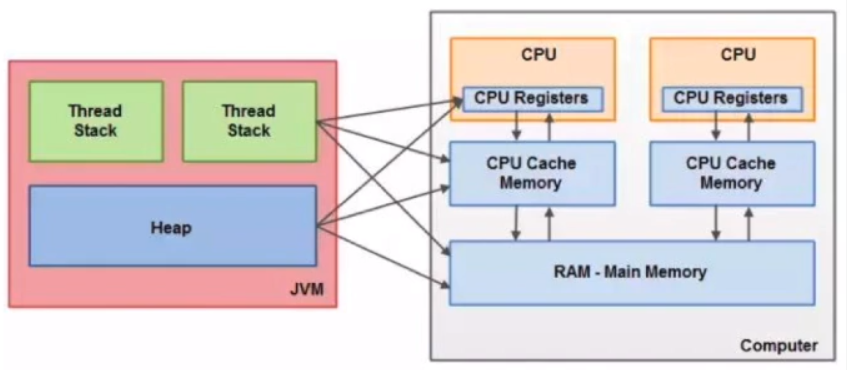 CPU
CPU
CPU Registers
CPU Registers
Thread
Stack
Thread
Stack
CPU Cache
Memory
CPU Cache
Memory
Heap
RAM - Main Memory
JVM
Computer